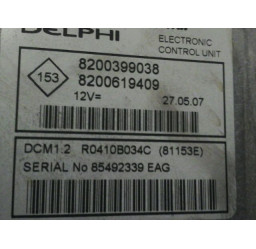 DELPHI
ELECTRONIC
CONTROL UNIT
153
8200399038
8200619409
12V= 27.05.07
DCM1.2 R0410B034C (81153E)
SERIAL No 85492339 EAG